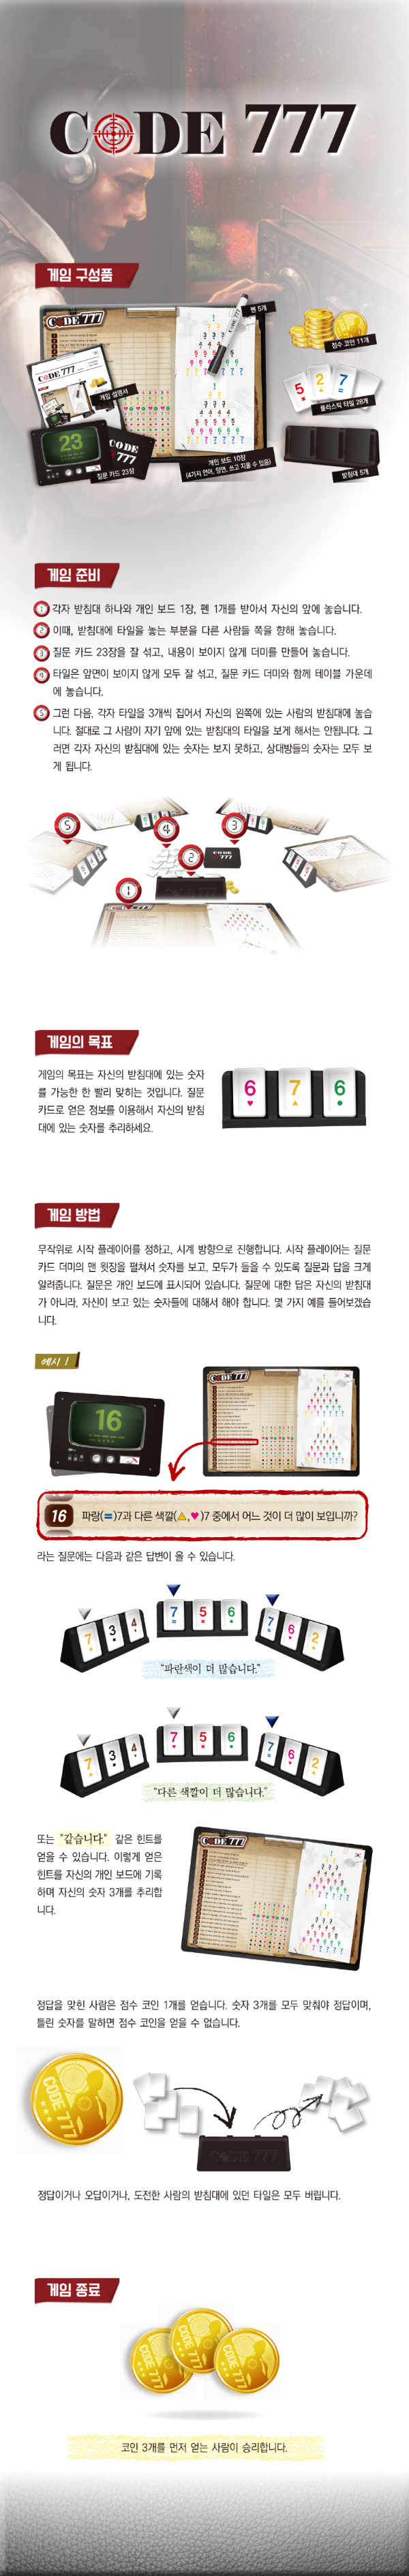 CODE 777
게임 구성품
펜 5개
점수 코인 11개
CODE 777
게임 설명서
플라스틱 타일 28개
23
CODE
777
질문 카드 23장
개인 보드 10장
(4가지 언어, 양면, 쓰고 지울 수 있음)
받침대 5개
게임 준비
1 각자 받침대 하나와 개인 보드 1장, 펜 1개를 받아서 자신의 앞에 놓습니다.
2 이때, 받침대에 타일을 놓는 부분을 다른 사람들 쪽을 향해 놓습니다.
3 질문 카드 23장을 잘 섞고, 내용이 보이지 않게 더미를 만들어 놓습니다.
4 타일은 앞면이 보이지 않게 모두 잘 섞고, 질문 카드 더미와 함께 테이블 가운데
에 놓습니다.
5 그런 다음, 각자 타일을 3개씩 집어서 자신의 왼쪽에 있는 사람의 받침대에 놓습
니다. 절대로 그 사람이 자기 앞에 있는 받침대의 타일을 보게 해서는 안됩니다. 그
러면 각자 자신의 받침대에 있는 숫자는 보지 못하고, 상대방들의 숫자는 모두 보
게 됩니다.
5 4 3
2
1
게임의 목표
게임의 목표는 자신의 받침대에 있는 숫자
를 가능한 한 빨리 맞히는 것입니다. 질문
카드로 얻은 정보를 이용해서 자신의 받침
대에 있는 숫자를 추리하세요.
6 7 6
게임 방법
무작위로 시작 플레이어를 정하고, 시계 방향으로 진행합니다. 시작 플레이어는 질문
카드 더미의 맨 윗장을 펼쳐서 숫자를 보고, 모두가 들을 수 있도록 질문과 답을 크게
알려줍니다. 질문은 개인 보드에 표시되어 있습니다. 질문에 대한 답은 자신의 받침대
가 아니라, 자신이 보고 있는 숫자들에 대해서 해야 합니다. 몇 가지 예를 들어보겠습
니다.
예시 1
16
CODE 777
16 파랑(=)7과 다른 색깔(▲,♥)7 중에서 어느 것이 더 많이 보입니까?
라는 질문에는 다음과 같은 답변이 올 수 있습니다.
7 3 4 7 5 6 7 6 2
"파란색이 더 많습니다."
7 3 4 7 5 6 7 6 2
"다른 색깔이 더 많습니다."
또는 "같습니다." 같은 힌트를
얻을 수 있습니다. 이렇게 얻은
힌트를 자신의 개인 보드에 기록
하며 자신의 숫자 3개를 추리합
니다.
CODE 777
정답을 맞힌 사람은 점수 코인 1개를 얻습니다. 숫자 3개를 모두 맞춰야 정답이며,
틀린 숫자를 말하면 점수 코인을 얻을 수 없습니다.
CODE 777
CODE 777
정답이거나 오답이거나, 도전한 사람의 받침대에 있던 타일은 모두 버립니다.
게임 종료
CODE 777
CODE 777
CODE 777
코인 3개를 먼저 얻는 사람이 승리합니다.